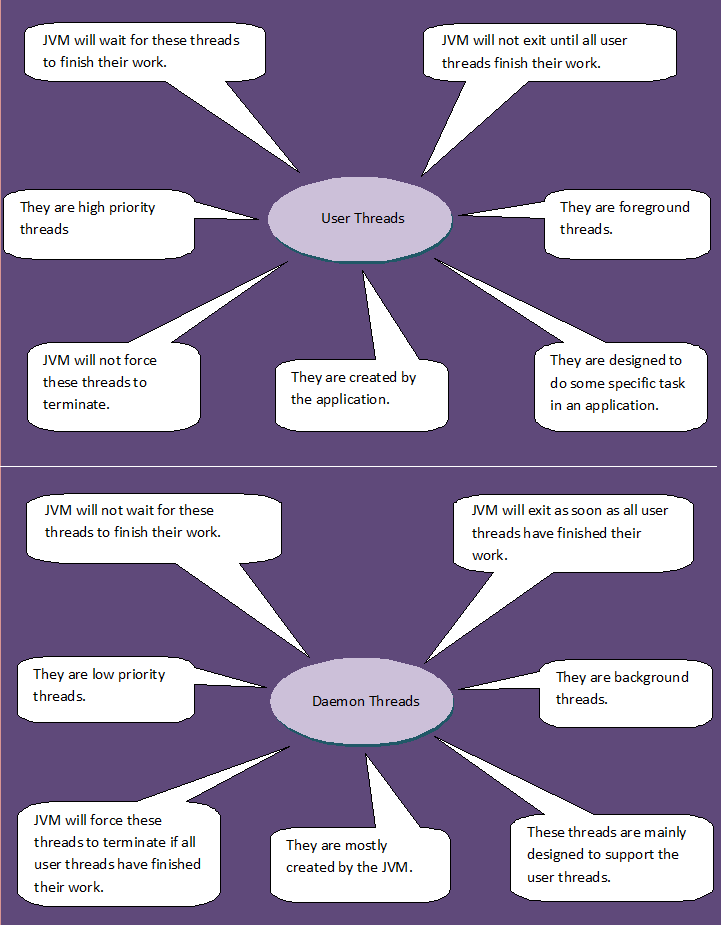 JVM will wait for these threads
to finish their work.
JVM will not exit until all user
threads finish their work.
They are high priority
threads
User Threads
They are foreground
threads.
JVM will not force
these threads to
terminate.
They are created by
the application.
They are designed to
do some specific task
in an application.
JVM will not wait for these
threads to finish their work.
JVM will exit as soon as all user
threads have finished their
work.
They are low priority
threads.
Daemon Threads
They are background
threads.
JVM will force these
threads to terminate if all
user threads have finished
their work.
They are mostly
created by the JVM.
These threads are mainly
designed to support the
user threads.